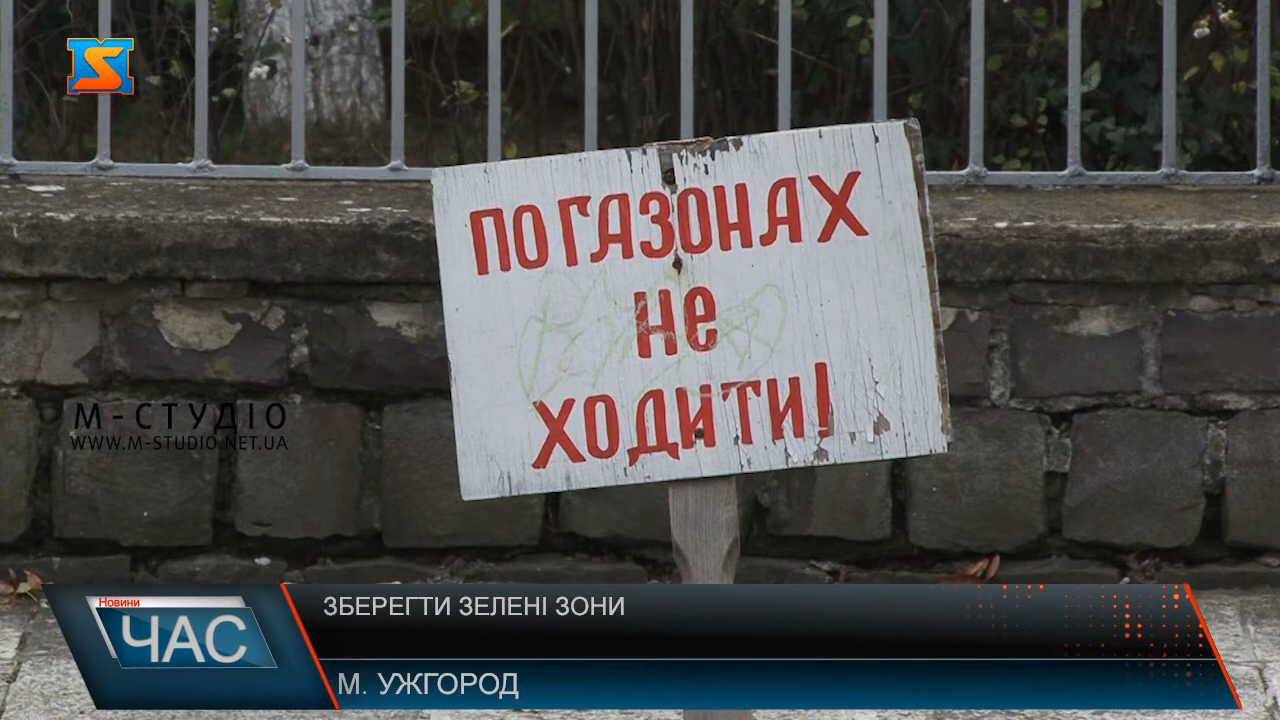 ПО ГАЗОНАХ
НЕ
ХОДИТИ!
М-СТУДІО
WWW.M-STUDIO.NET.UA
Новини
ЧАС
ЗБЕРЕГТИ ЗЕЛЕНІ ЗОНИ
М. УЖГОРОД